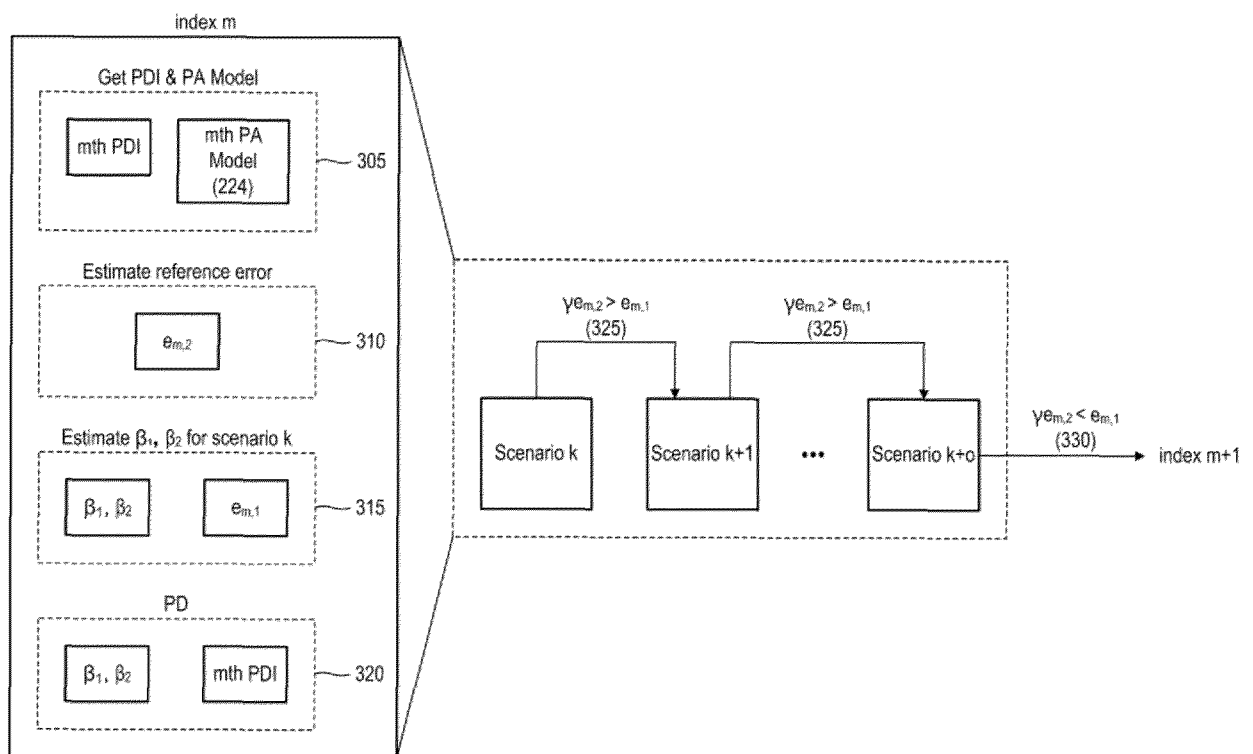 index m
Get PDI & PA Model
mth PDI
mth PA
Model
(224)
305
Estimate reference error
eₘ,₂
310
Estimate β₁, β₂ for scenario k
β₁, β₂
eₘ,₁
315
PD
β₁, β₂
mth PDI
320
γeₘ,₂ > eₘ,₁
(325)
γeₘ,₂ > eₘ,₁
(325)
Scenario k
Scenario k+1
•••
Scenario k+o
γeₘ,₂ < eₘ,₁
(330)
index m+1